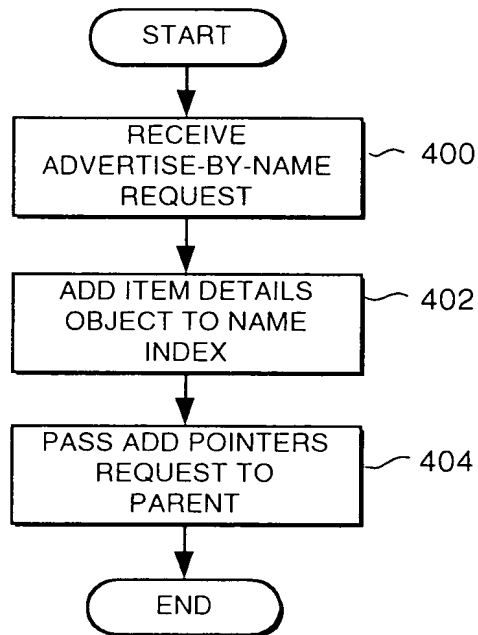 START
RECEIVE
ADVERTISE-BY-NAME
REQUEST
400
ADD ITEM DETAILS
OBJECT TO NAME
INDEX
402
PASS ADD POINTERS
REQUEST TO
PARENT
404
END